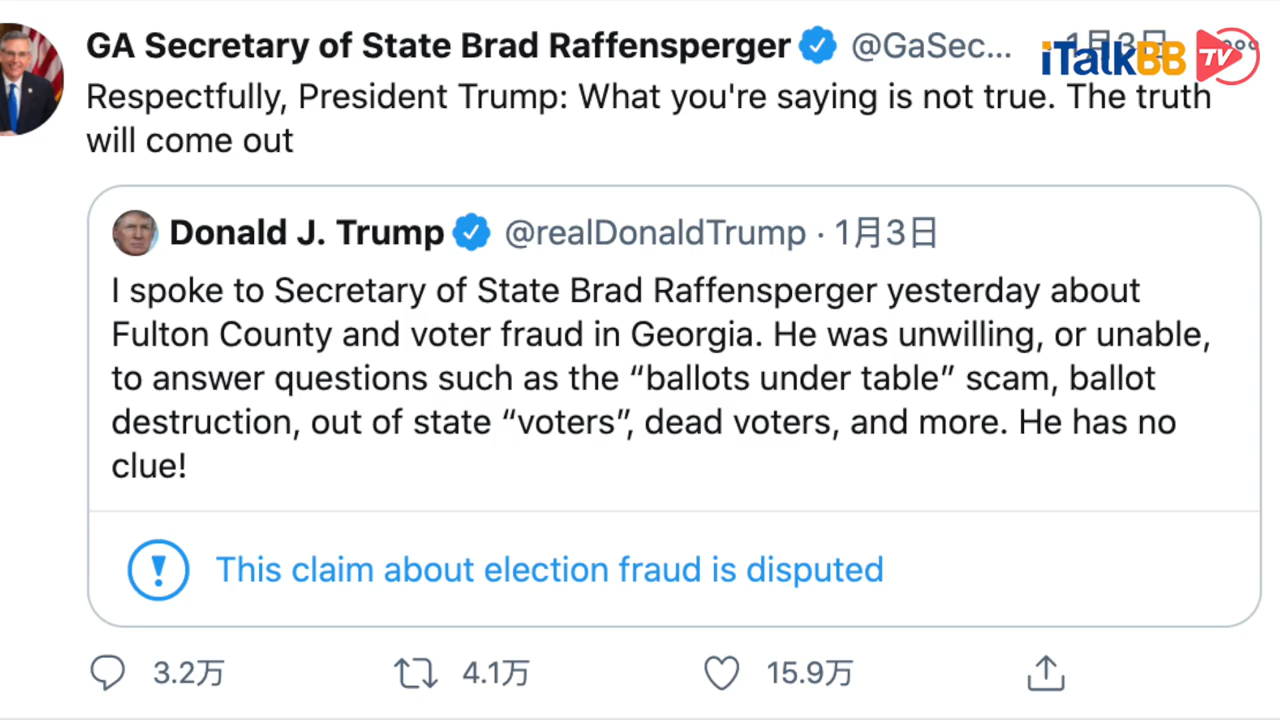 GA Secretary of State Brad Raffensperger @GaSec... 1月3日
iTalkBB TV
Respectfully, President Trump: What you're saying is not true. The truth
will come out
Donald J. Trump @realDonaldTrump · 1月3日
I spoke to Secretary of State Brad Raffensperger yesterday about
Fulton County and voter fraud in Georgia. He was unwilling, or unable,
to answer questions such as the “ballots under table” scam, ballot
destruction, out of state “voters”, dead voters, and more. He has no
clue!
This claim about election fraud is disputed
3.2万 4.1万 15.9万